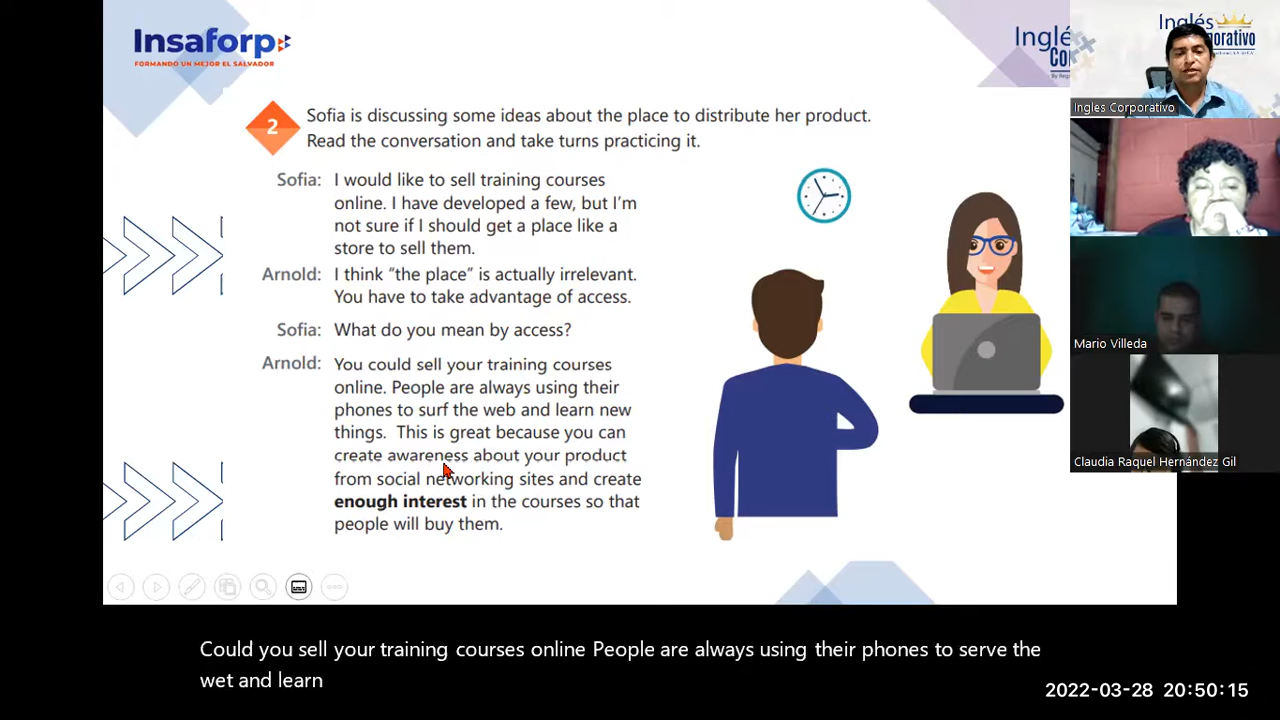 Insaforp
FORMANDO UN MEJOR EL SALVADOR
Inglés
Inglés Corporativo
2
Sofia is discussing some ideas about the place to distribute her product.
Read the conversation and take turns practicing it.
Sofia: I would like to sell training courses
online. I have developed a few, but I'm
not sure if I should get a place like a
store to sell them.
Arnold: I think "the place" is actually irrelevant.
You have to take advantage of access.
Sofia: What do you mean by access?
Arnold: You could sell your training courses
online. People are always using their
phones to surf the web and learn new
things. This is great because you can
create awareness about your product
from social networking sites and create
enough interest in the courses so that
people will buy them.
Ingles Corporativo
Mario Villeda
Claudia Raquel Hernández Gil
Could you sell your training courses online People are always using their phones to serve the
wet and learn
2022-03-28 20:50:15